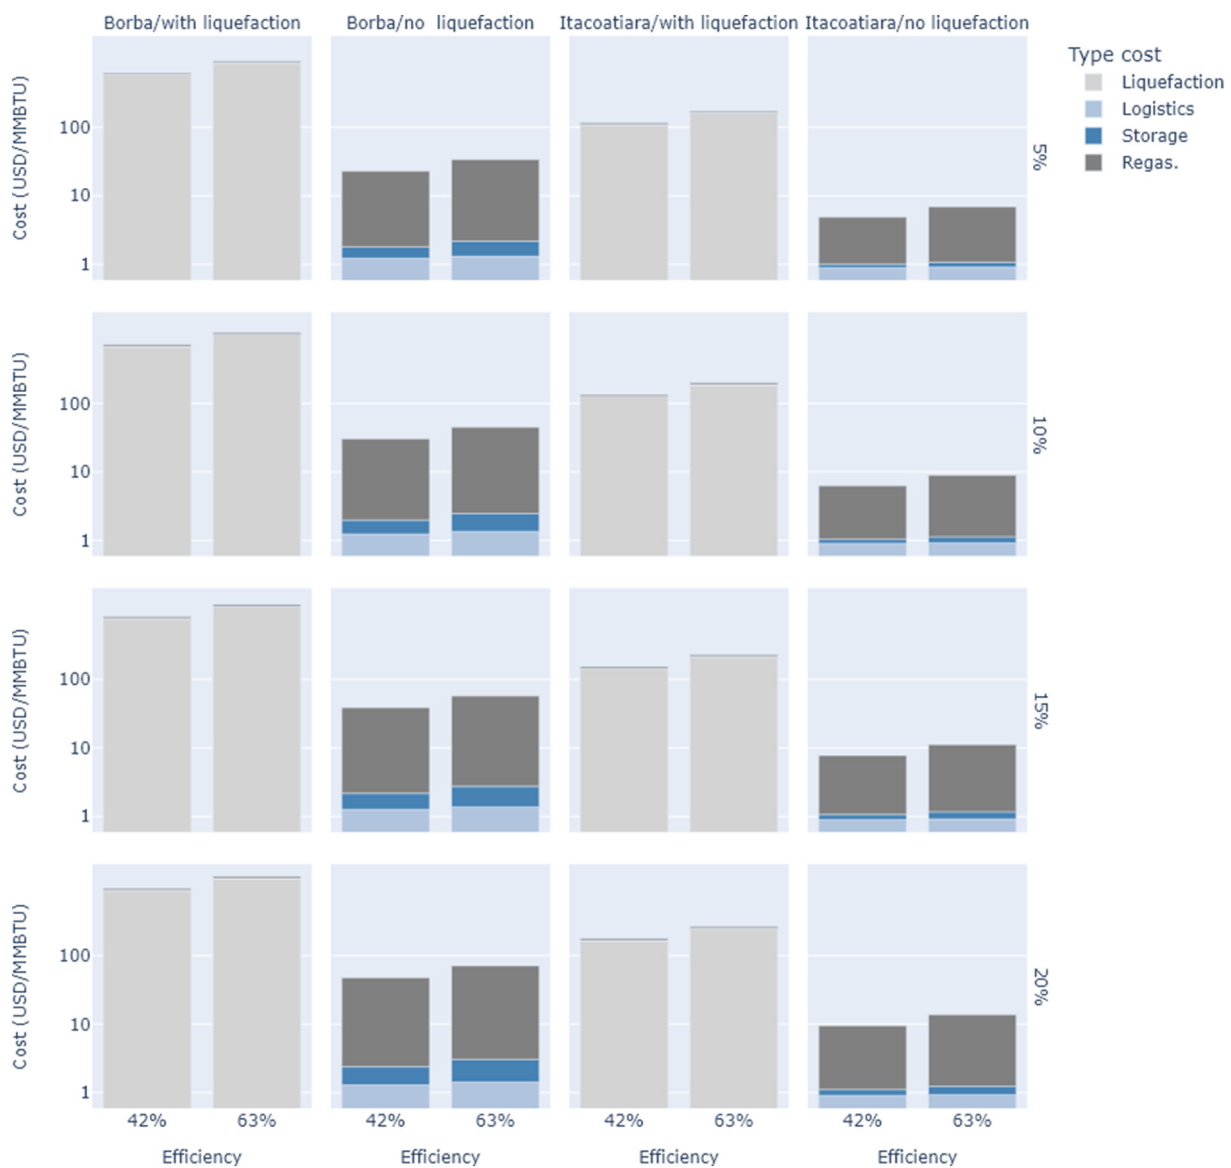 Borba/with liquefaction
Borba/no liquefaction
Itacoatiara/with liquefaction
Itacoatiara/no liquefaction
Type cost
Liquefaction
Logistics
Storage
Regas.
Cost (USD/MMBTU)
100
10
1
5%
Cost (USD/MMBTU)
100
10
1
10%
Cost (USD/MMBTU)
100
10
1
15%
Cost (USD/MMBTU)
100
10
1
20%
42% 63%
42% 63%
42% 63%
42% 63%
Efficiency
Efficiency
Efficiency
Efficiency